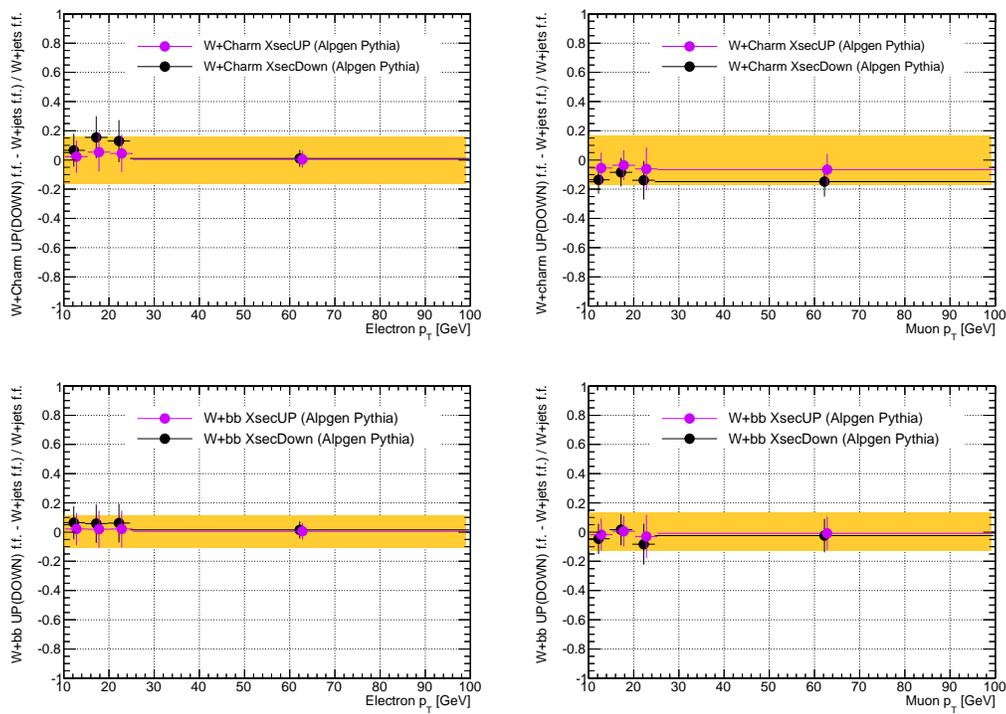 W+Charm UP(DOWN) f.f. - W+jets f.f.) / W+jets f.f.
1
0.8
0.6
0.4
0.2
0
-0.2
-0.4
-0.6
-0.8
-1
W+Charm XsecUP (Alpgen Pythia)
W+Charm XsecDown (Alpgen Pythia)
10 20 30 40 50 60 70 80 90 100
Electron p_T [GeV]
W+charm UP(DOWN) f.f. - W+jets f.f.) / W+jets f.f.
1
0.8
0.6
0.4
0.2
0
-0.2
-0.4
-0.6
-0.8
-1
W+Charm XsecUP (Alpgen Pythia)
W+Charm XsecDown (Alpgen Pythia)
10 20 30 40 50 60 70 80 90 100
Muon p_T [GeV]
W+bb UP(DOWN) f.f. - W+jets f.f.) / W+jets f.f.
1
0.8
0.6
0.4
0.2
0
-0.2
-0.4
-0.6
-0.8
-1
W+bb XsecUP (Alpgen Pythia)
W+bb XsecDown (Alpgen Pythia)
10 20 30 40 50 60 70 80 90 100
Electron p_T [GeV]
W+bb UP(DOWN) f.f. - W+jets f.f.) / W+jets f.f.
1
0.8
0.6
0.4
0.2
0
-0.2
-0.4
-0.6
-0.8
-1
W+bb XsecUP (Alpgen Pythia)
W+bb XsecDown (Alpgen Pythia)
10 20 30 40 50 60 70 80 90 100
Muon p_T [GeV]